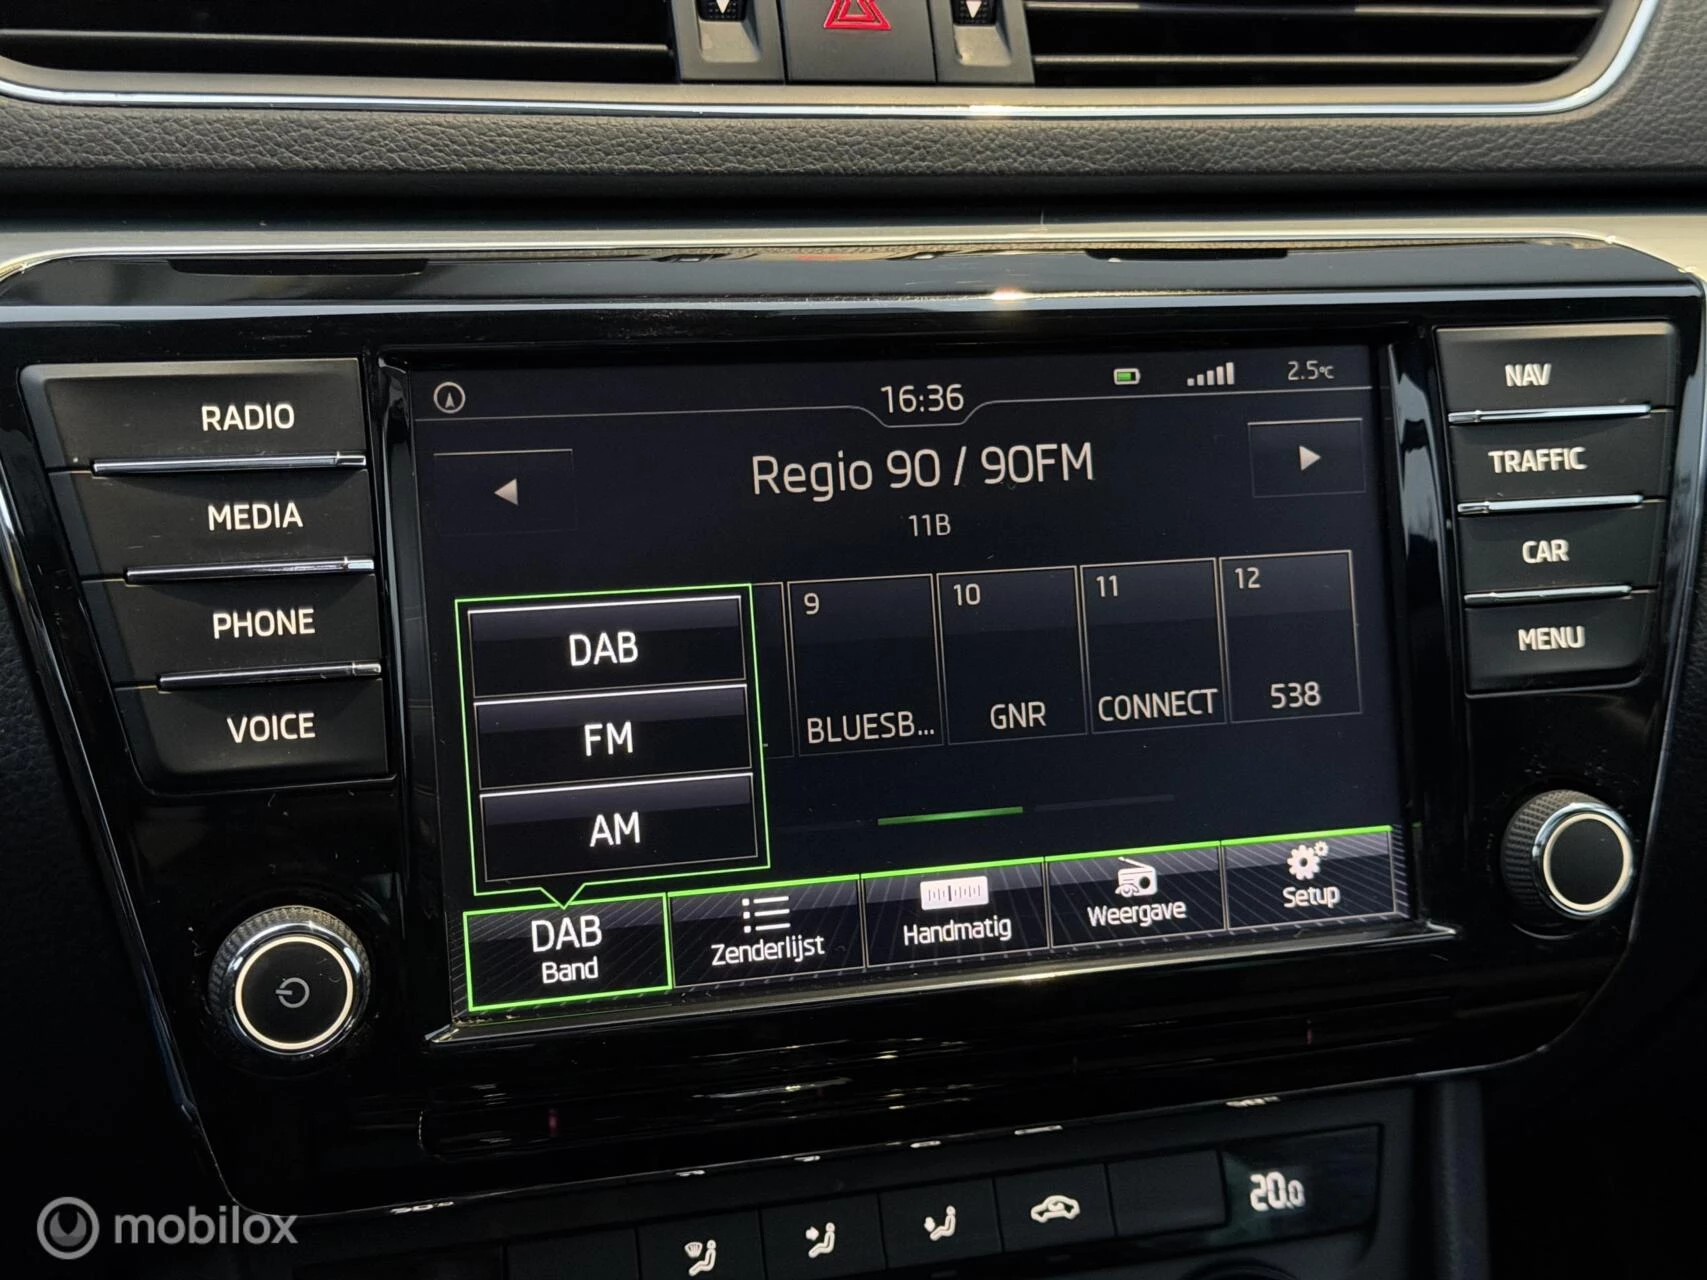 16:36
2.5°C
RADIO
MEDIA
PHONE
VOICE
Regio 90 / 90FM
11B
NAV
TRAFFIC
CAR
MENU
DAB
FM
AM
9
BLUESB...
10
GNR
11
CONNECT
12
538
DAB
Band
Zenderlijst
Handmatig
Weergave
Setup
20.0
mobilox